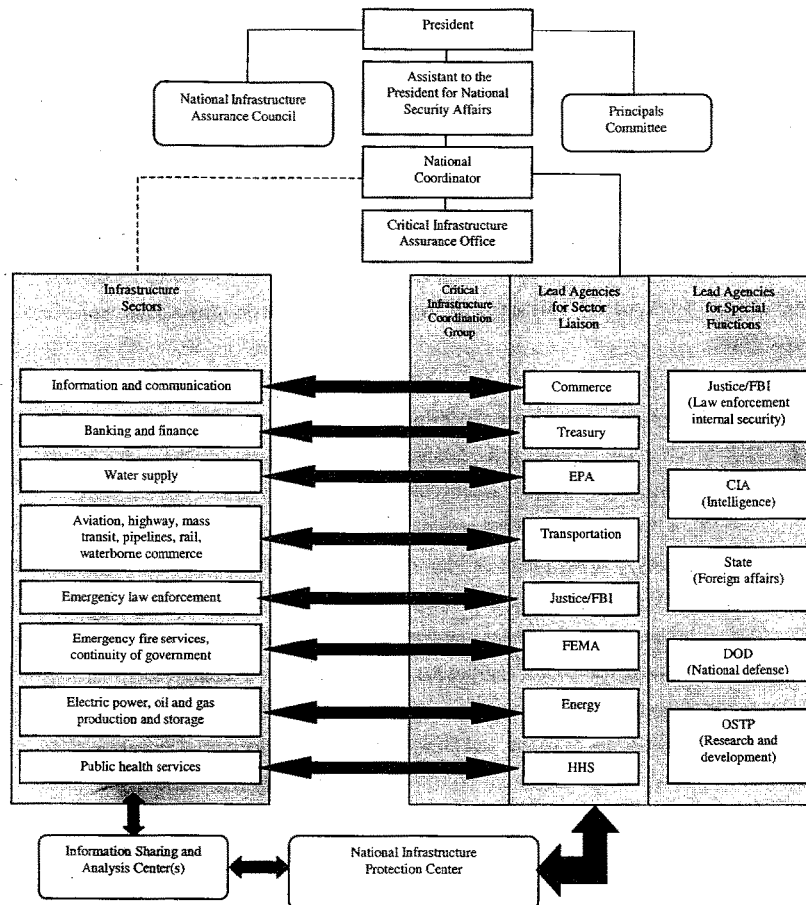 President
National Infrastructure
Assurance Council
Assistant to the
President for National
Security Affairs
Principals
Committee
National
Coordinator
Critical Infrastructure
Assurance Office
Infrastructure
Sectors
Critical
Infrastructure
Coordination
Group
Lead Agencies
for Sector
Liaison
Lead Agencies
for Special
Functions
Information and communication
Commerce
Banking and finance
Treasury
Water supply
EPA
Aviation, highway, mass
transit, pipelines, rail,
waterborne commerce
Transportation
Emergency law enforcement
Justice/FBI
Emergency fire services,
continuity of government
FEMA
Electric power, oil and gas
production and storage
Energy
Public health services
HHS
Justice/FBI
(Law enforcement
internal security)
CIA
(Intelligence)
State
(Foreign affairs)
DOD
(National defense)
OSTP
(Research and
development)
Information Sharing and
Analysis Center(s)
National Infrastructure
Protection Center